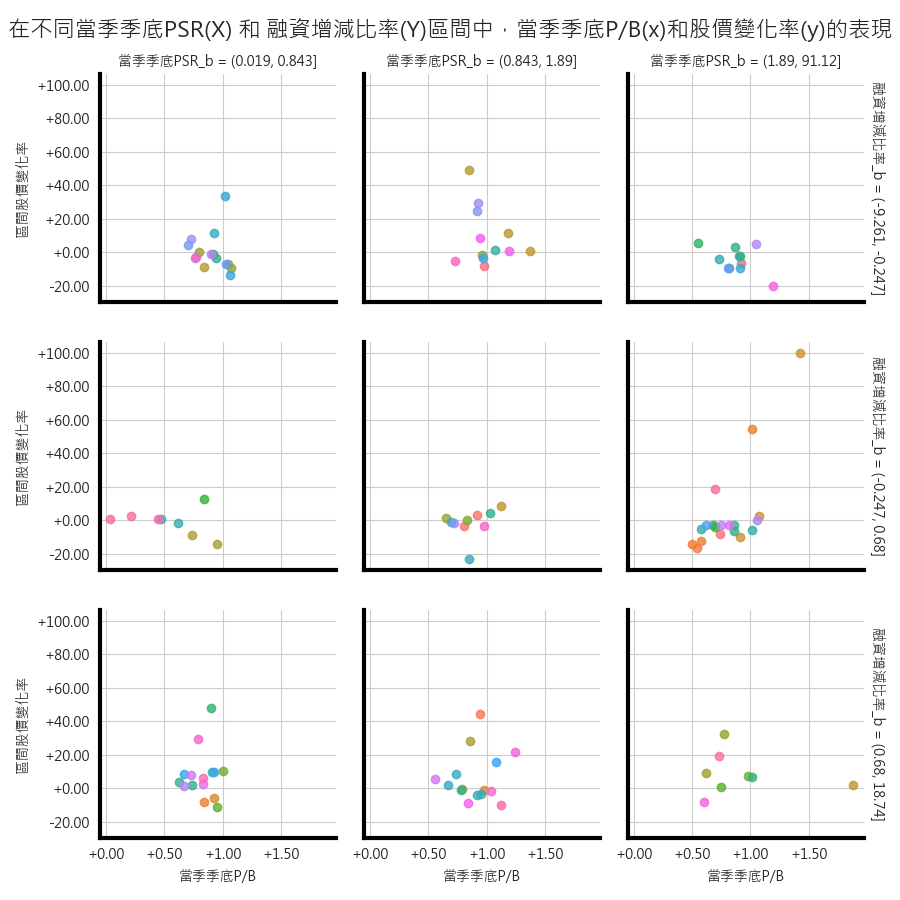 在不同當季季底PSR(X) 和 融資增減比率(Y)區間中，當季季底P/B(x)和股價變化率(y)的表現
當季季底PSR_b = (0.019, 0.843]
當季季底PSR_b = (0.843, 1.89]
當季季底PSR_b = (1.89, 91.12]
+100.00
+80.00
+60.00
+40.00
+20.00
+0.00
-20.00
區間股價變化率
融資增減比率_b = (-9.261, -0.247]
+100.00
+80.00
+60.00
+40.00
+20.00
+0.00
-20.00
區間股價變化率
融資增減比率_b = (-0.247, 0.68]
+100.00
+80.00
+60.00
+40.00
+20.00
+0.00
-20.00
區間股價變化率
融資增減比率_b = (0.68, 18.74]
+0.00 +0.50 +1.00 +1.50
+0.00 +0.50 +1.00 +1.50
+0.00 +0.50 +1.00 +1.50
當季季底P/B
當季季底P/B
當季季底P/B